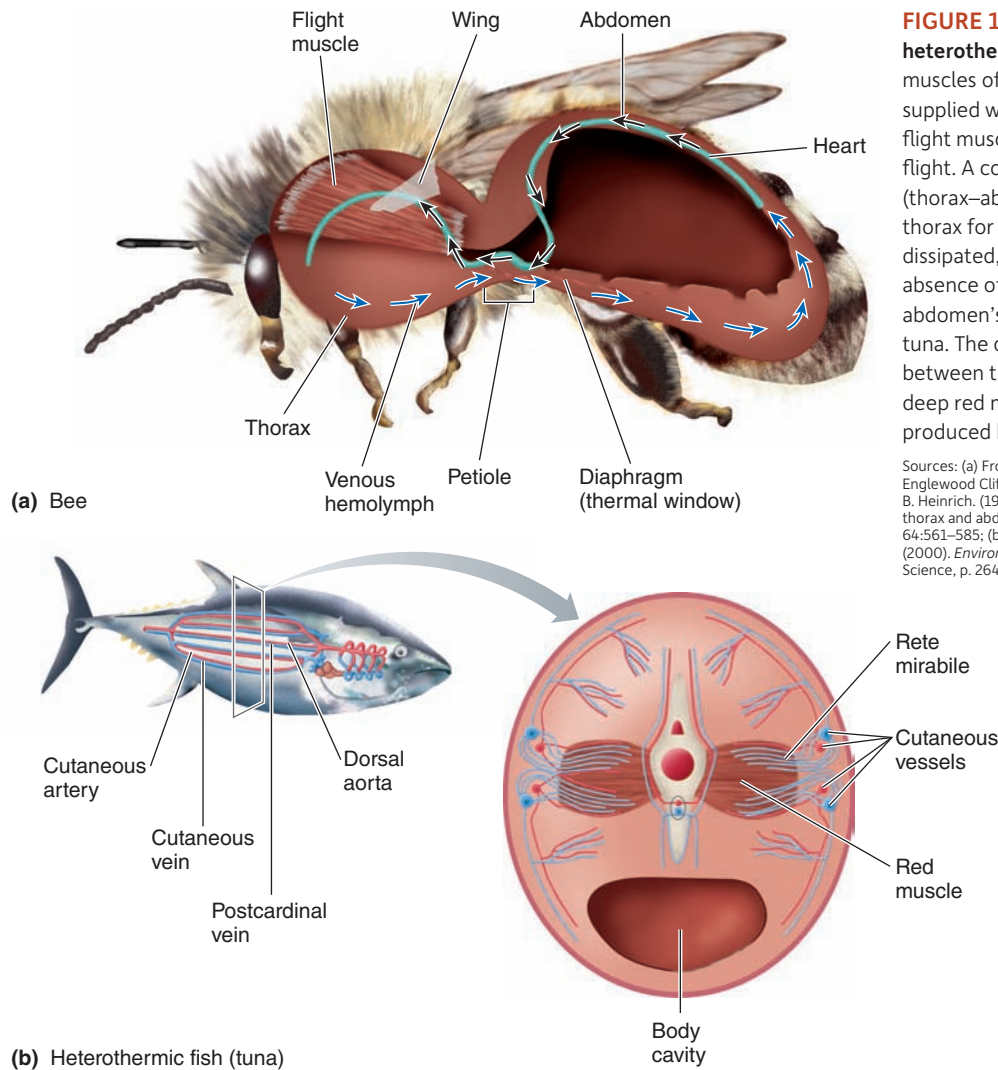 Flight
muscle
Wing
Abdomen
Heart
Thorax
Venous
hemolymph
Petiole
Diaphragm
(thermal window)
(a) Bee
FIGURE 1
heterothe
muscles of
supplied w
flight musc
flight. A co
(thorax–ab
thorax for
dissipated,
absence of
abdomen's
tuna. The c
between t
deep red m
produced
Sources: (a) Fro
Englewood Clif
B. Heinrich. (19
thorax and abd
64:561–585; (b
(2000). Environ
Science, p. 264
Cutaneous
artery
Cutaneous
vein
Postcardinal
vein
Dorsal
aorta
Rete
mirabile
Cutaneous
vessels
Red
muscle
Body
cavity
(b) Heterothermic fish (tuna)